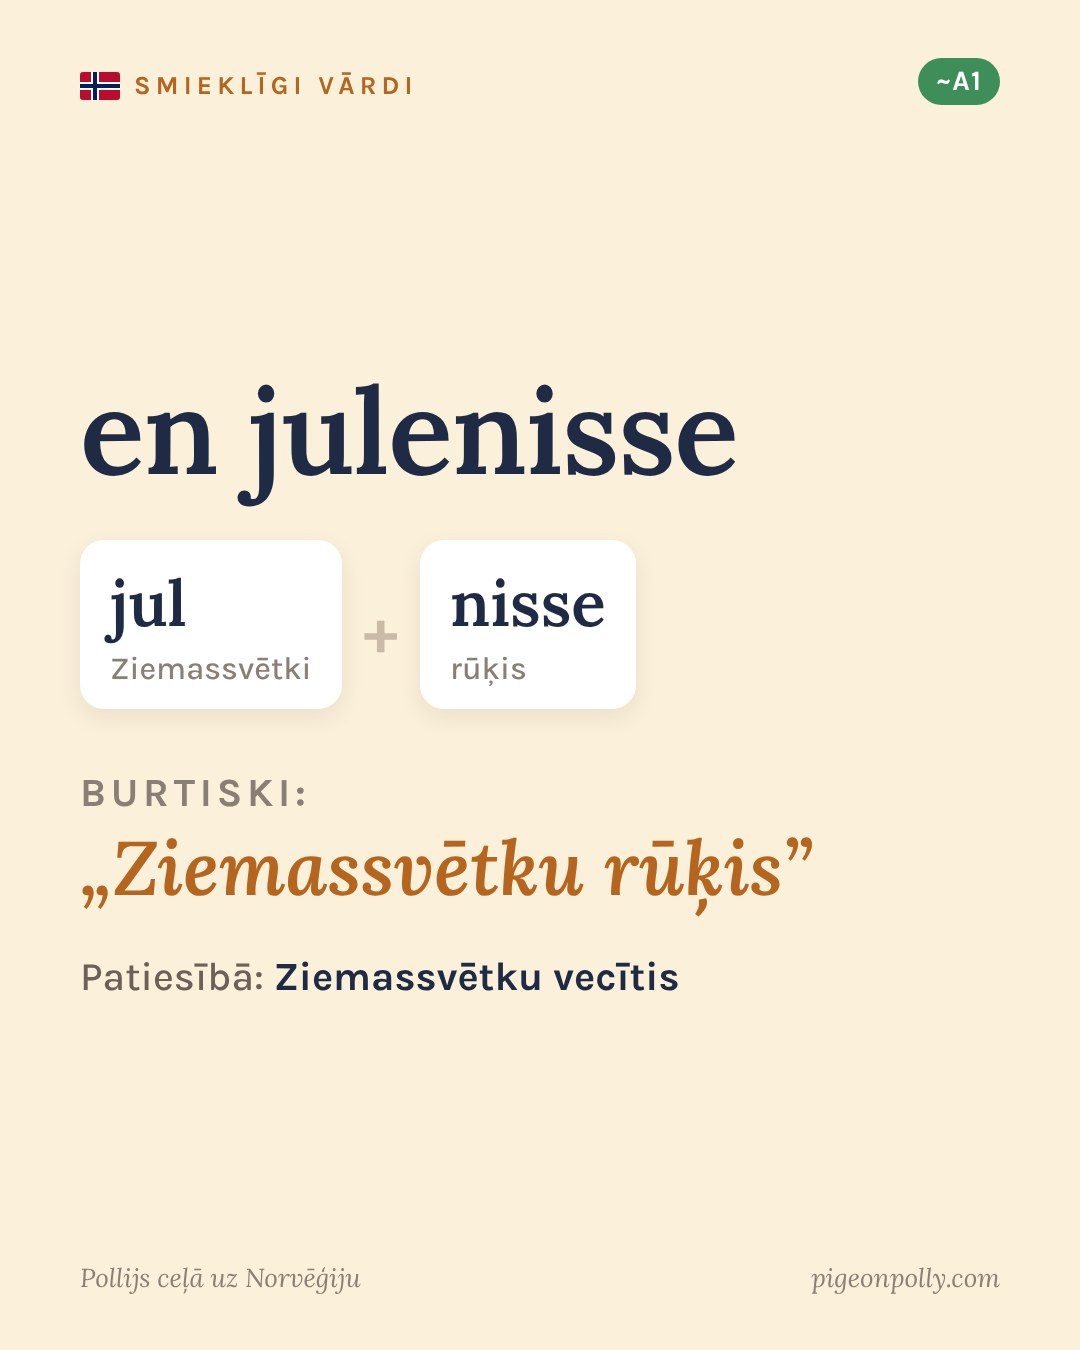 SMIEKLĪGI VĀRDI
~A1
en julenisse
jul
Ziemassvētki
+
nisse
rūķis
BURTISKI:
„Ziemassvētku rūķis”
Patiesībā: Ziemassvētku vecītis
Pollijs ceļā uz Norvēģiju
pigeonpolly.com